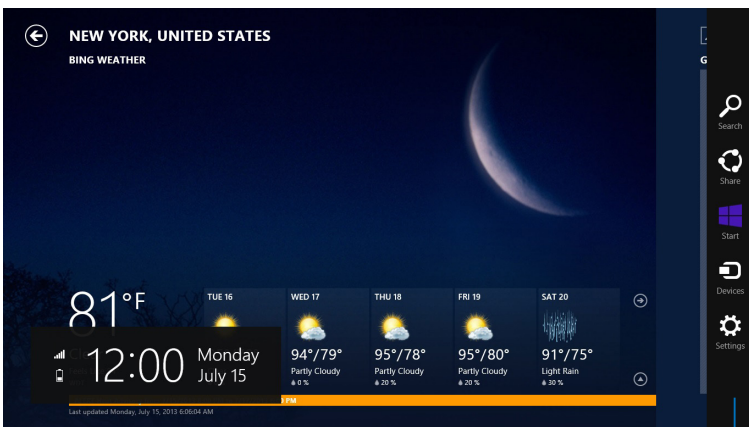 NEW YORK, UNITED STATES
BING WEATHER
G
Search
Share
Start
Devices
Settings
81°F
TUE 16
WED 17
94°/79°
Partly Cloudy
0 %
THU 18
95°/78°
Partly Cloudy
20 %
FRI 19
95°/80°
Partly Cloudy
20 %
SAT 20
91°/75°
Light Rain
30 %
12:00
Monday
July 15
PM
Last updated Monday, July 15, 2013 6:06:04 AM